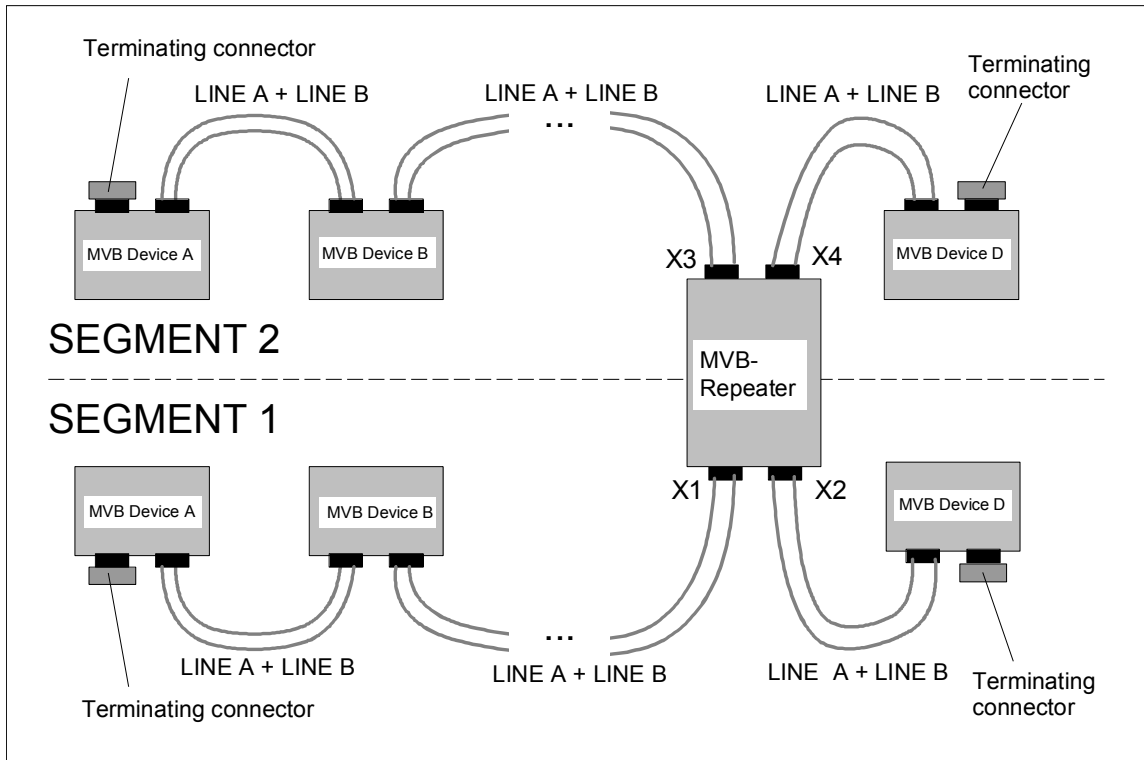 Terminating connector
Terminating
connector
LINE A + LINE B
LINE A + LINE B
LINE A + LINE B
...
MVB Device A
MVB Device B
MVB Device D
X3
X4
SEGMENT 2
MVB-
Repeater
SEGMENT 1
X1
X2
MVB Device A
MVB Device B
MVB Device D
...
LINE A + LINE B
LINE A + LINE B
LINE A + LINE B
Terminating connector
Terminating
connector